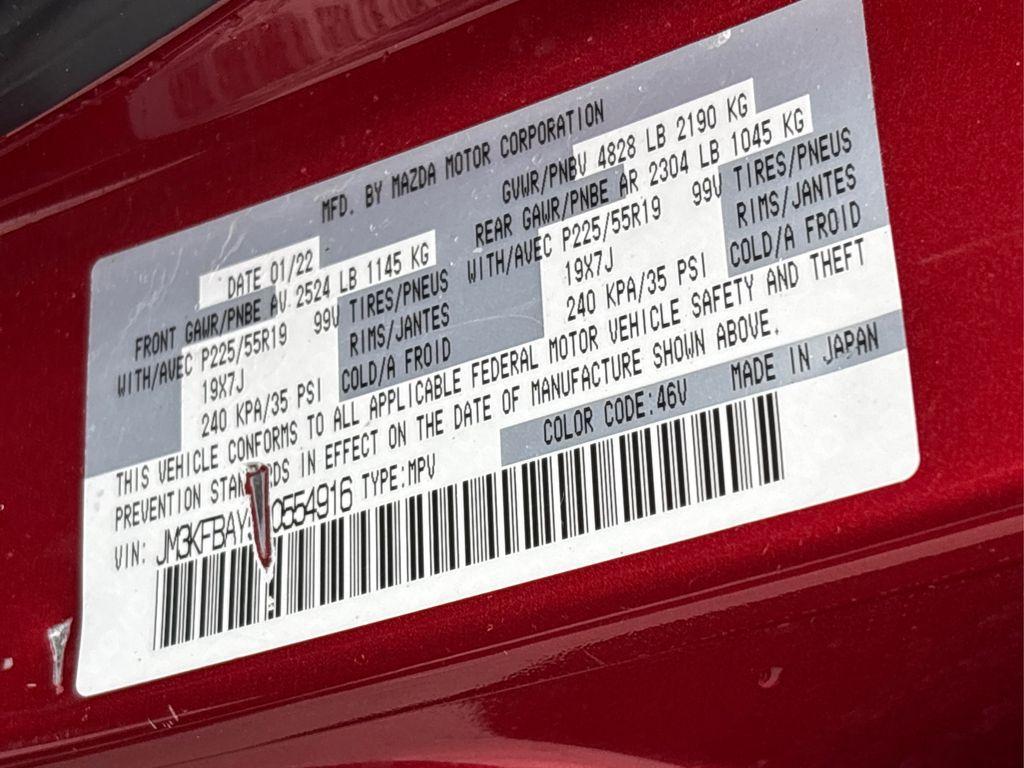 MFD. BY MAZDA MOTOR CORPORATION
DATE 01/22
GVWR/PNBV 4828 LB 2190 KG
FRONT GAWR/PNBE AV 2524 LB 1145 KG
REAR GAWR/PNBE AR 2304 LB 1045 KG
WITH/AVEC P225/55R19 99V TIRES/PNEUS
19X7J RIMS/JANTES
240 KPA/35 PSI COLD/A FROID
WITH/AVEC P225/55R19 99V TIRES/PNEUS
19X7J RIMS/JANTES
240 KPA/35 PSI COLD/A FROID
THIS VEHICLE CONFORMS TO ALL APPLICABLE FEDERAL MOTOR VEHICLE SAFETY AND THEFT
PREVENTION IN EFFECT ON THE DATE OF MANUFACTURE SHOWN ABOVE.
COLOR CODE:46V MADE IN JAPAN
VIN: JM3KFBAY 0554916 TYPE:MPV